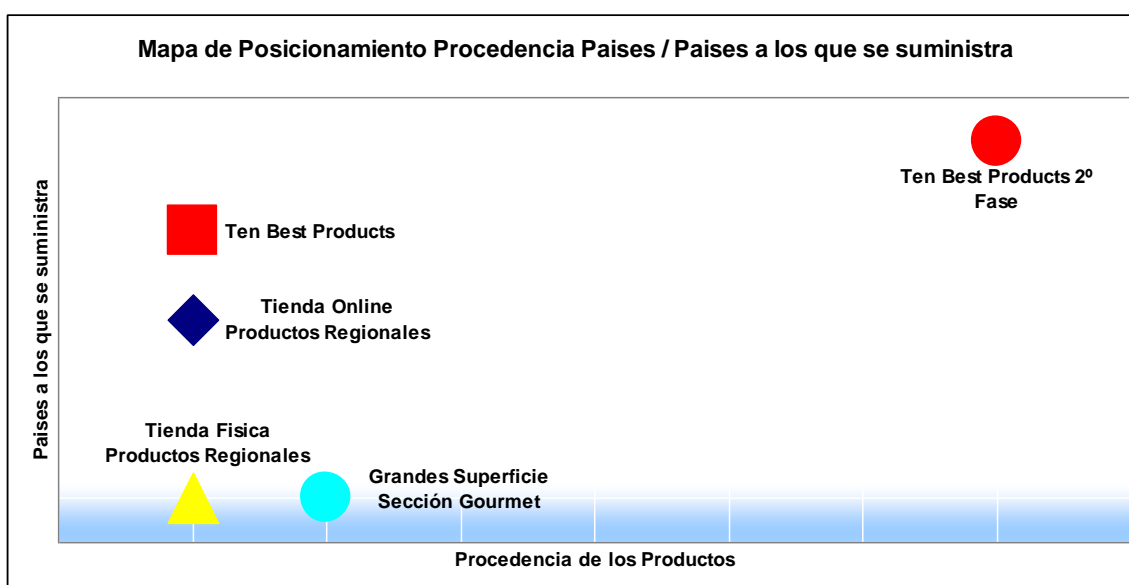 Mapa de Posicionamiento Procedencia Paises / Paises a los que se suministra
Paises a los que se suministra
Ten Best Products 2º
Fase
Ten Best Products
Tienda Online
Productos Regionales
Tienda Fisica
Productos Regionales
Grandes Superficie
Sección Gourmet
Procedencia de los Productos